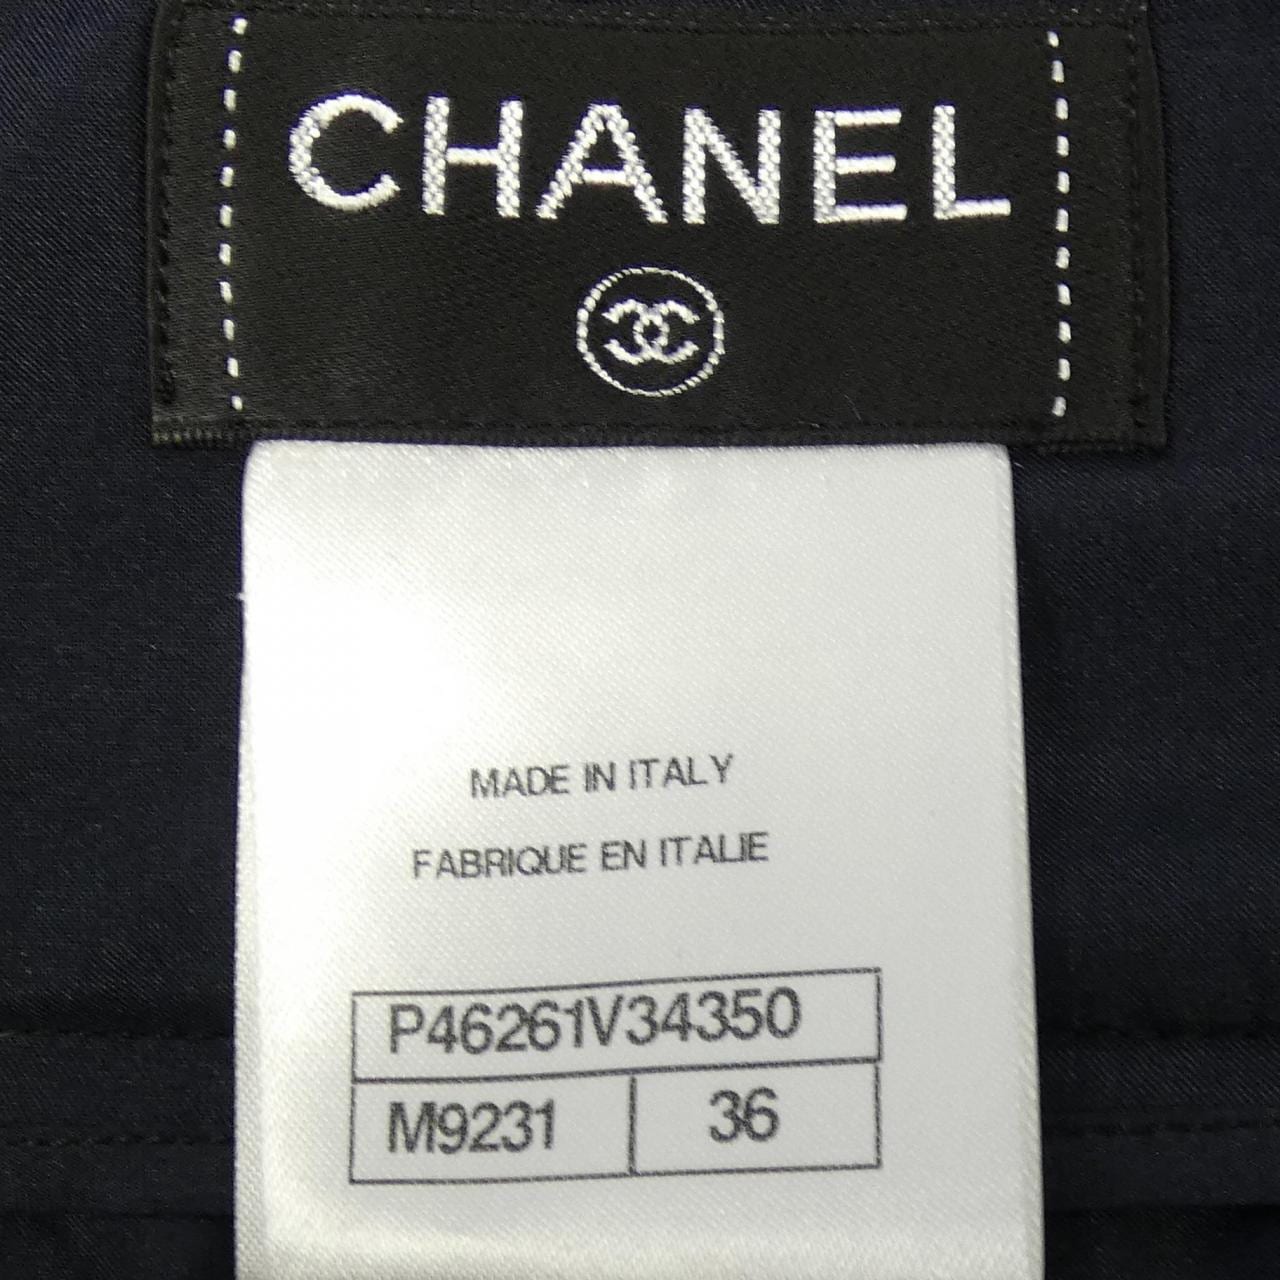 CHANEL
MADE IN ITALY
FABRIQUE EN ITALIE
P46261V34350
M9231 36